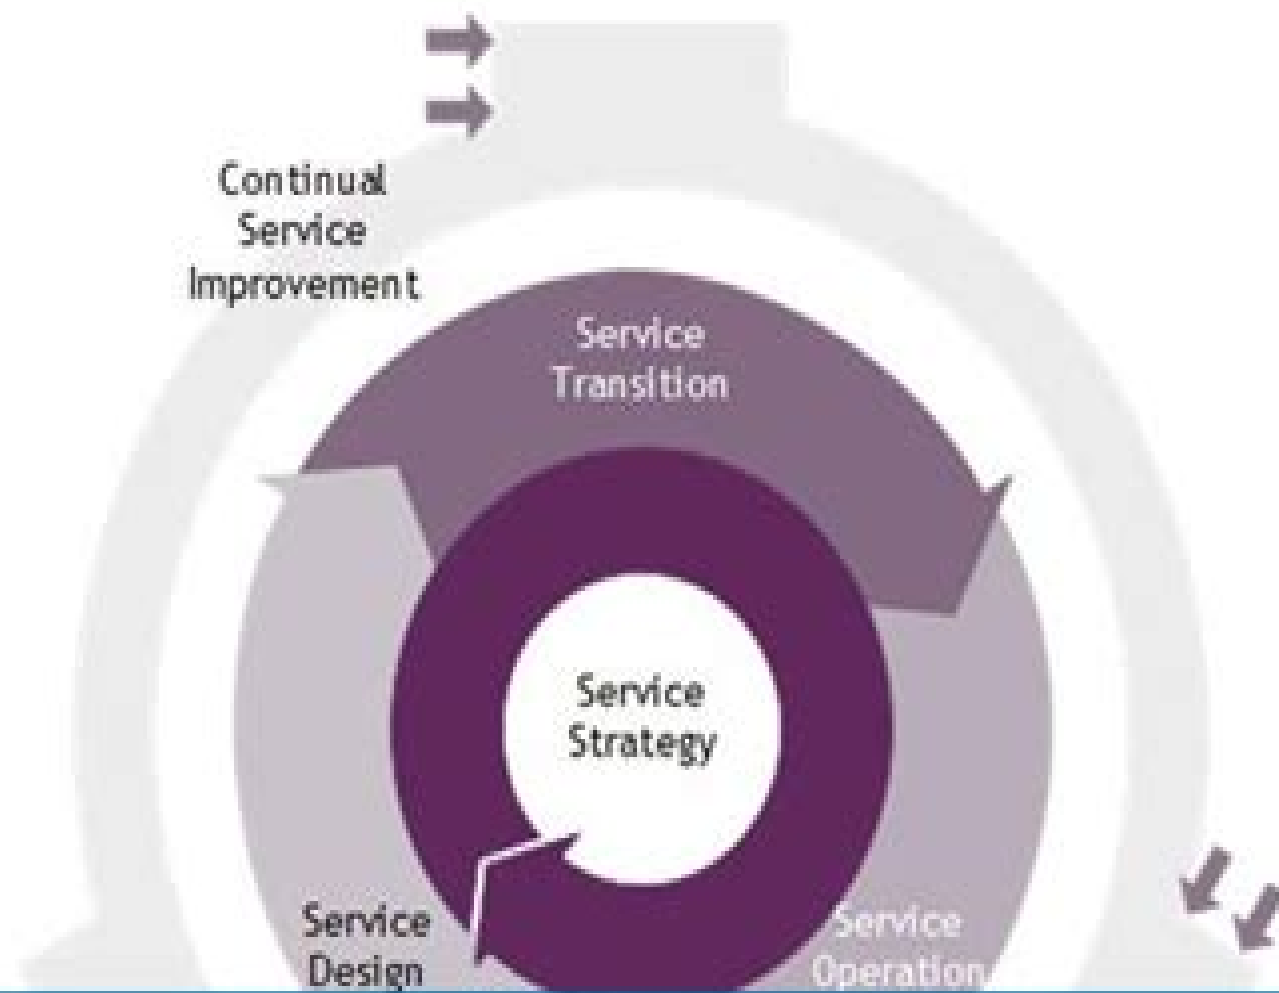 Continual
Service
Improvement
Service
Transition
Service
Strategy
Service
Design
Service
Operation